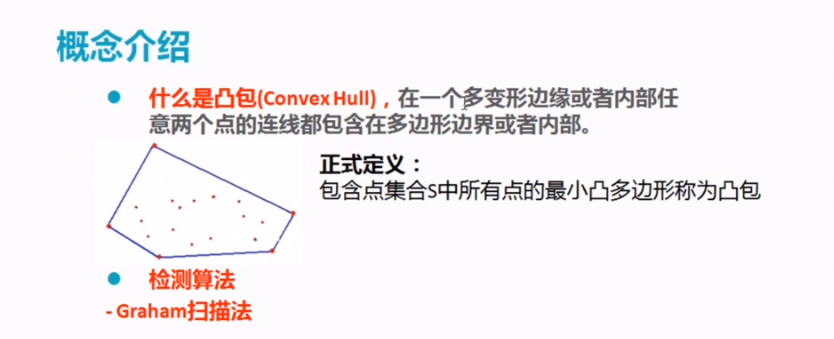 概念介绍
什么是凸包(Convex Hull)，在一个多变形边缘或者内部任
意两个点的连线都包含在多边形边界或者内部。
正式定义：
包含点集合S中所有点的最小凸多边形称为凸包
检测算法
- Graham扫描法